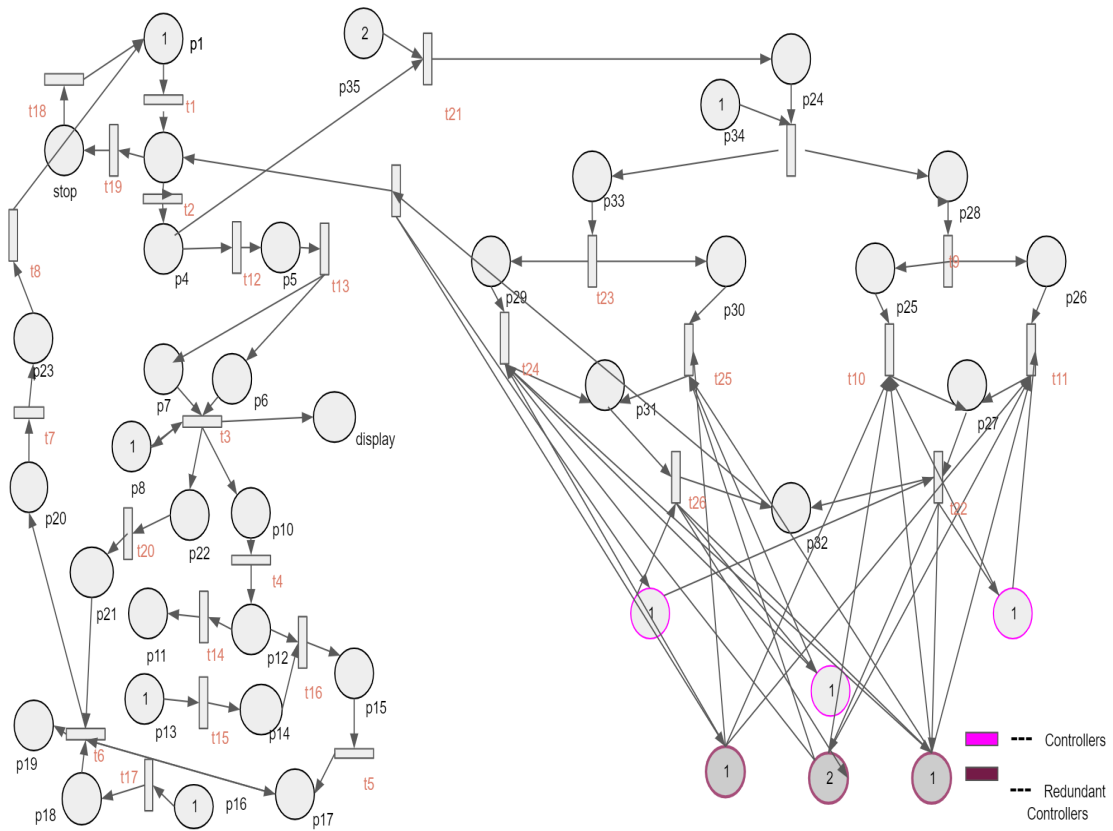 1
p1
2
p35
p24
t18
t1
t21
1
p34
stop
t19
t2
p33
p28
p4
t12
p5
t13
t8
p29
t23
p30
p25
t9
p26
p23
p7
p6
t24
t25
t10
t11
p31
p27
t7
1
t3
display
p8
p20
p22
p10
t26
t22
p32
t20
t4
p21
p11
t14
p12
t16
1
1
1
1
p13
t15
p14
p15
p19
t6
t5
Controllers
1
2
1
t17
p18
1
p16
p17
Redundant
Controllers